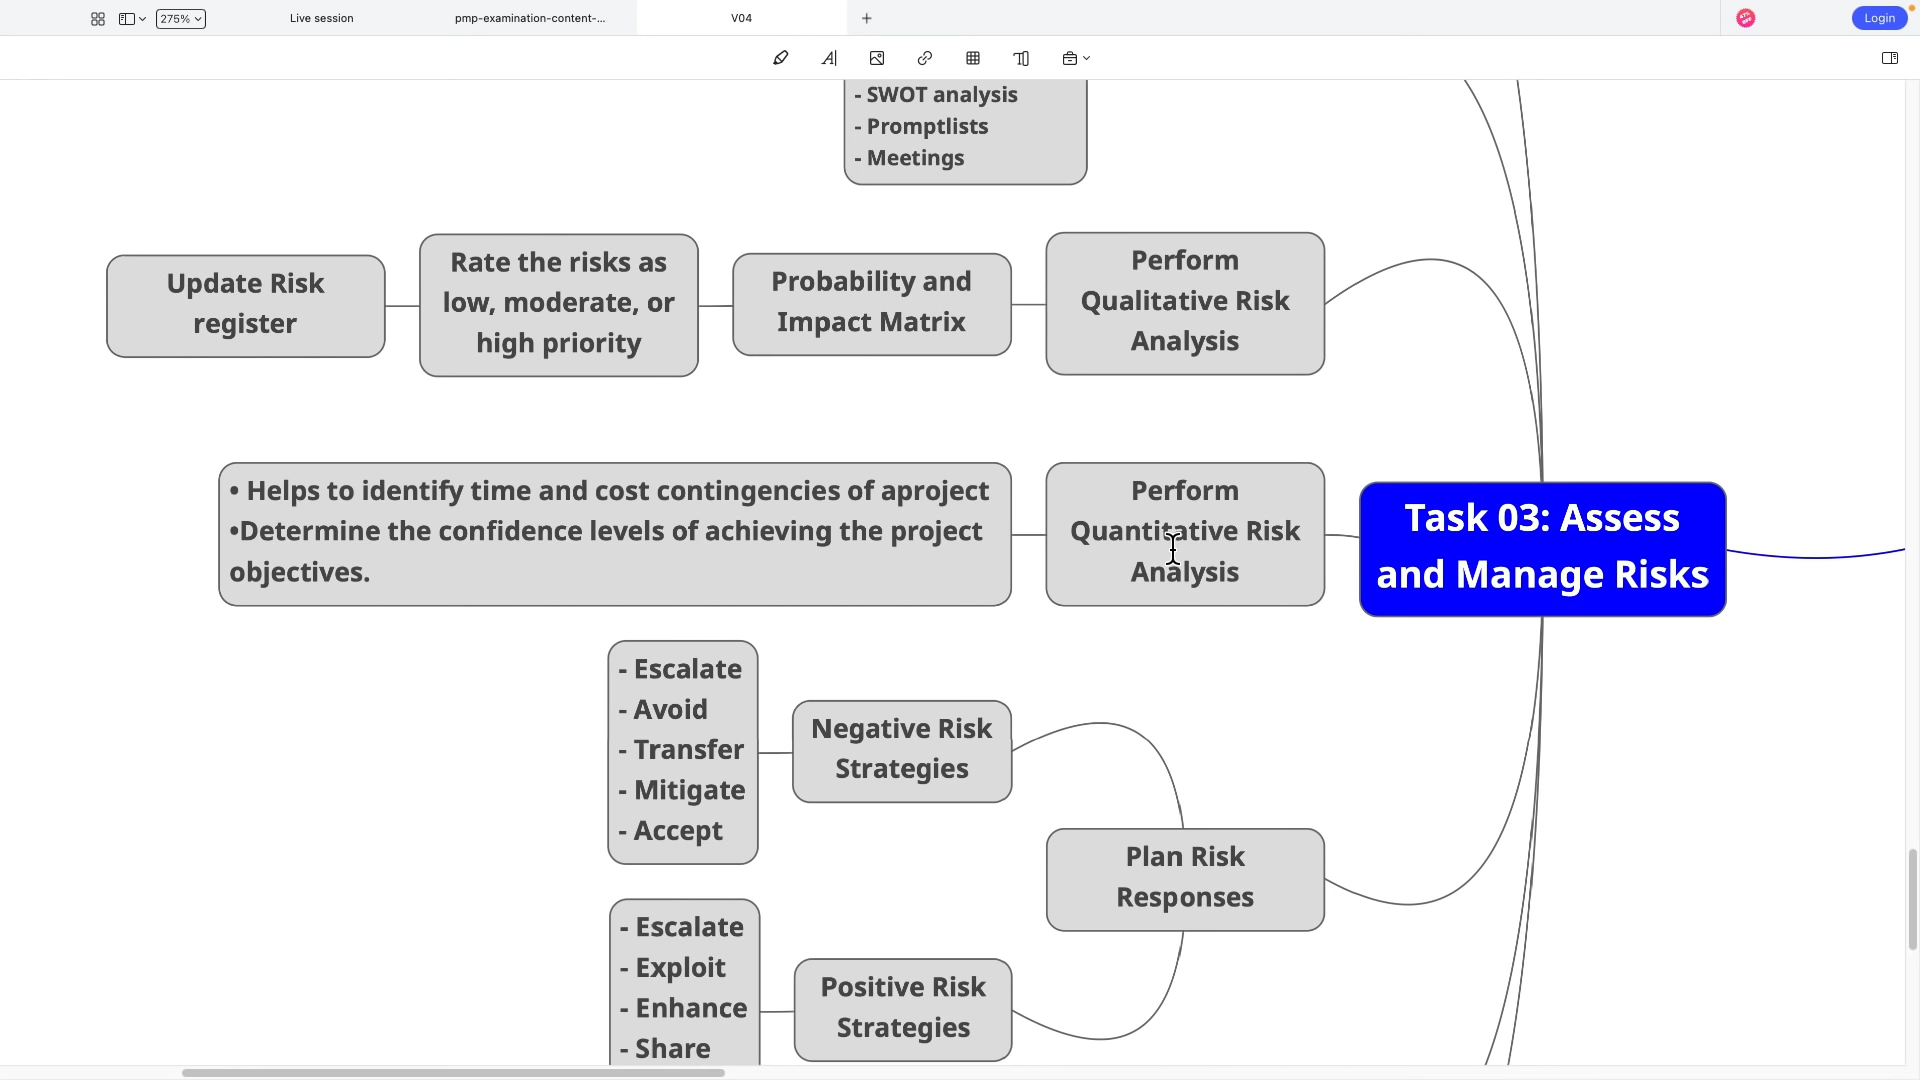 275%
Live session
pmp-examination-content-...
V04
Login
- SWOT analysis
- Promptlists
- Meetings
Update Risk
register
Rate the risks as
low, moderate, or
high priority
Probability and
Impact Matrix
Perform
Qualitative Risk
Analysis
• Helps to identify time and cost contingencies of aproject
•Determine the confidence levels of achieving the project
objectives.
Perform
Quantitative Risk
Analysis
Task 03: Assess
and Manage Risks
- Escalate
- Avoid
- Transfer
- Mitigate
- Accept
Negative Risk
Strategies
Plan Risk
Responses
- Escalate
- Exploit
- Enhance
- Share
Positive Risk
Strategies